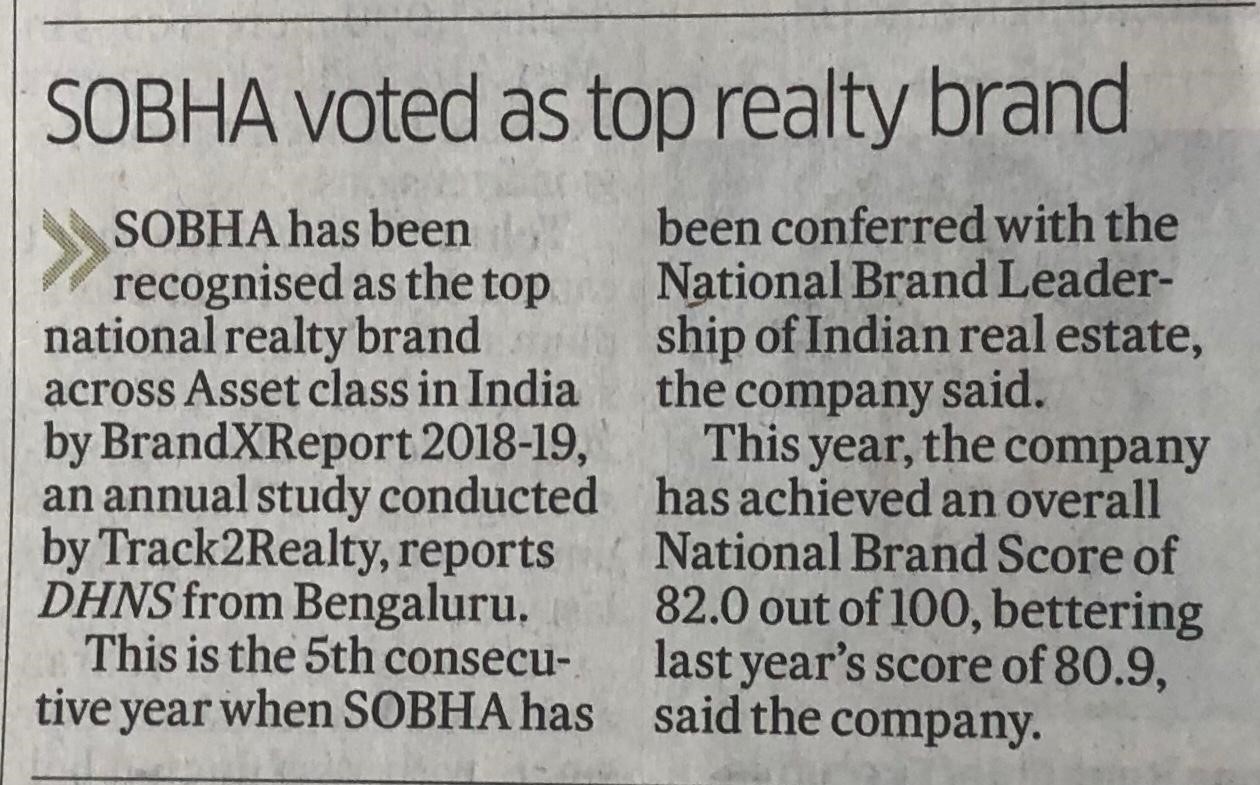 SOBHA voted as top realty brand
SOBHA has been
recognised as the top
national realty brand
across Asset class in India
by BrandXReport 2018-19,
an annual study conducted
by Track2Realty, reports
DHNS from Bengaluru.
This is the 5th consecu-
tive year when SOBHA has
been conferred with the
National Brand Leader-
ship of Indian real estate,
the company said.
This year, the company
has achieved an overall
National Brand Score of
82.0 out of 100, bettering
last year’s score of 80.9,
said the company.